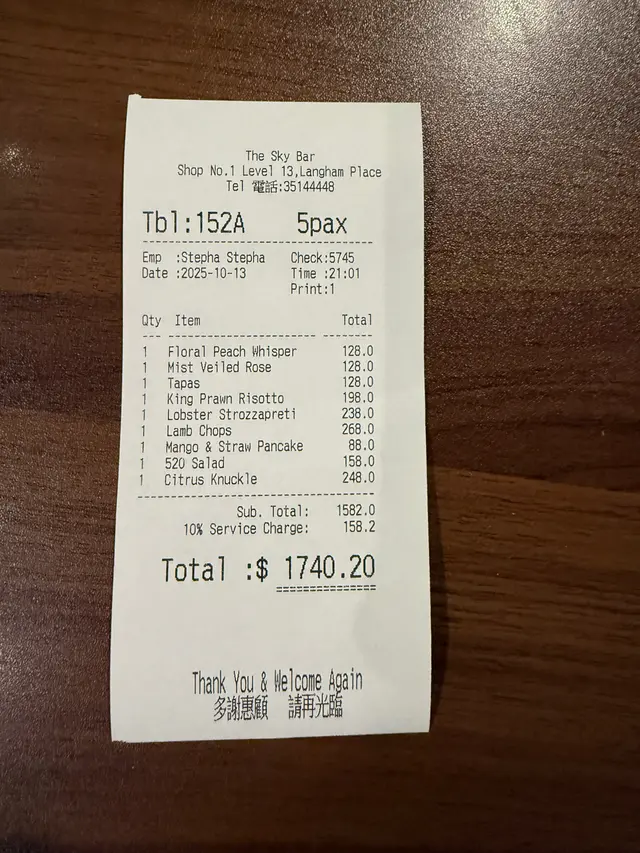 The Sky Bar
Shop No.1 Level 13,Langham Place
Tel 電話:35144448
Tbl:152A 5pax
Emp :Stepha Stepha Check:5745
Date :2025-10-13 Time :21:01
Print:1
Qty Item Total
1 Floral Peach Whisper 128.0
1 Mist Veiled Rose 128.0
1 Tapas 128.0
1 King Prawn Risotto 198.0
1 Lobster Strozzapreti 238.0
1 Lamb Chops 268.0
1 Mango & Straw Pancake 88.0
1 520 Salad 158.0
1 Citrus Knuckle 248.0
Sub. Total: 1582.0
10% Service Charge: 158.2
Total :$ 1740.20
Thank You & Welcome Again
多謝惠顧 請再光臨